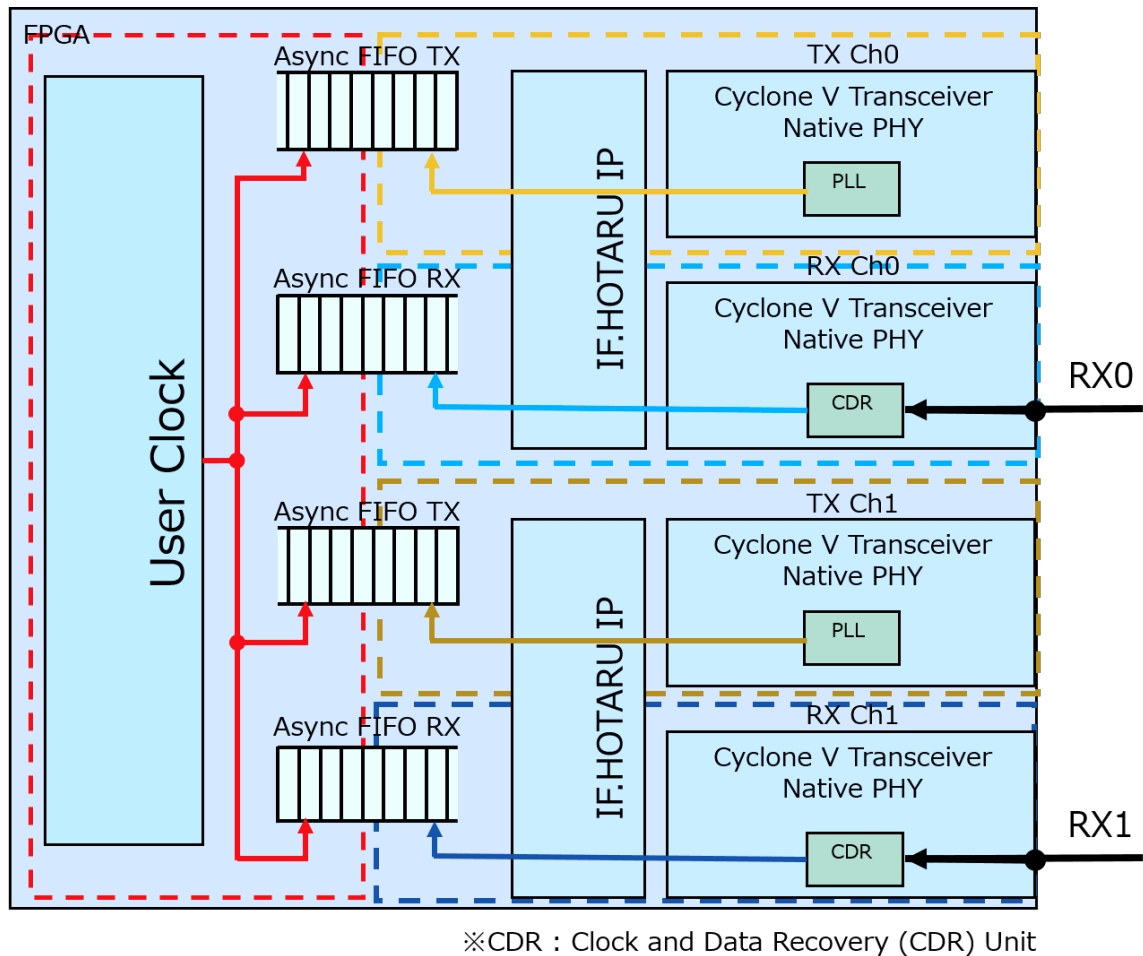 FPGA
Async FIFO TX
TX Ch0
Cyclone V Transceiver
Native PHY
PLL
IF.HOTARU IP
Async FIFO RX
RX Ch0
Cyclone V Transceiver
Native PHY
CDR
RX0
User Clock
Async FIFO TX
TX Ch1
Cyclone V Transceiver
Native PHY
PLL
IF.HOTARU IP
Async FIFO RX
RX Ch1
Cyclone V Transceiver
Native PHY
CDR
RX1
※CDR : Clock and Data Recovery (CDR) Unit